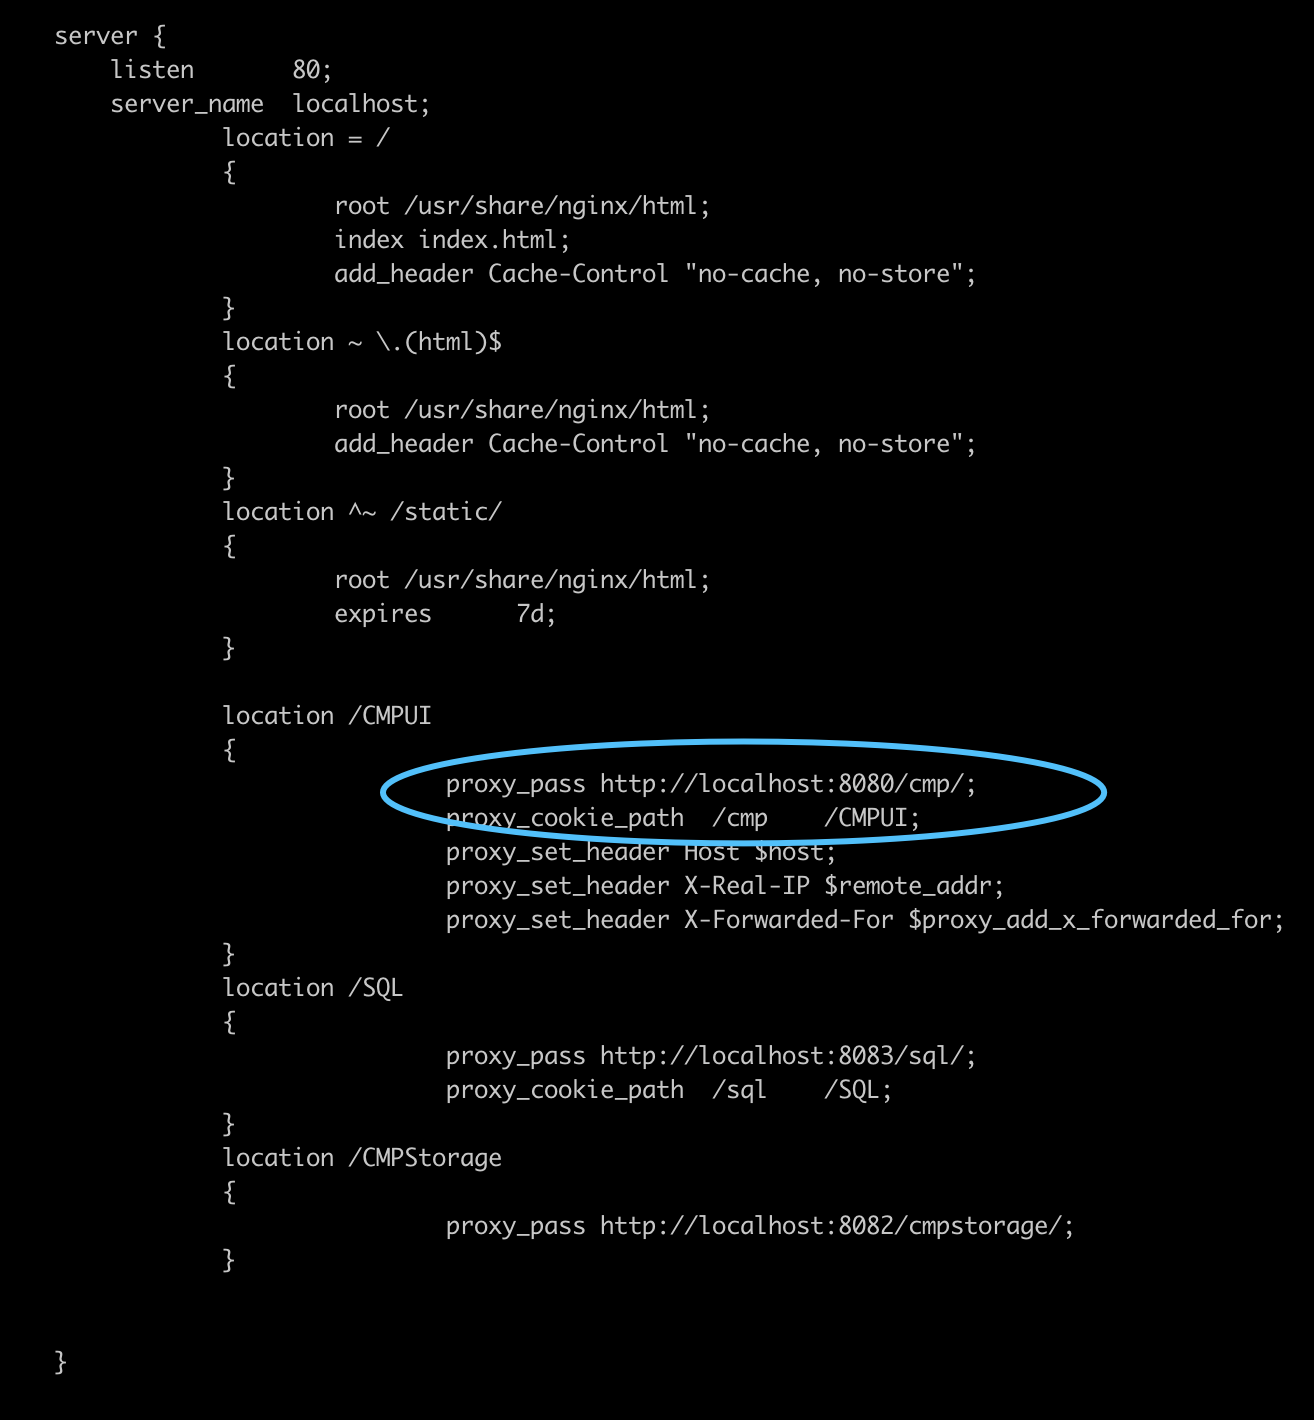 server {
    listen       80;
    server_name  localhost;
            location = /
            {
                    root /usr/share/nginx/html;
                    index index.html;
                    add_header Cache-Control "no-cache, no-store";
            }
            location ~ \.(html)$
            {
                    root /usr/share/nginx/html;
                    add_header Cache-Control "no-cache, no-store";
            }
            location ^~ /static/
            {
                    root /usr/share/nginx/html;
                    expires      7d;
            }

            location /CMPUI
            {
                            proxy_pass http://localhost:8080/cmp/;
                            proxy_cookie_path  /cmp    /CMPUI;
                            proxy_set_header Host $host;
                            proxy_set_header X-Real-IP $remote_addr;
                            proxy_set_header X-Forwarded-For $proxy_add_x_forwarded_for;
            }
            location /SQL
            {
                            proxy_pass http://localhost:8083/sql/;
                            proxy_cookie_path  /sql    /SQL;
            }
            location /CMPStorage
            {
                            proxy_pass http://localhost:8082/cmpstorage/;
            }


}